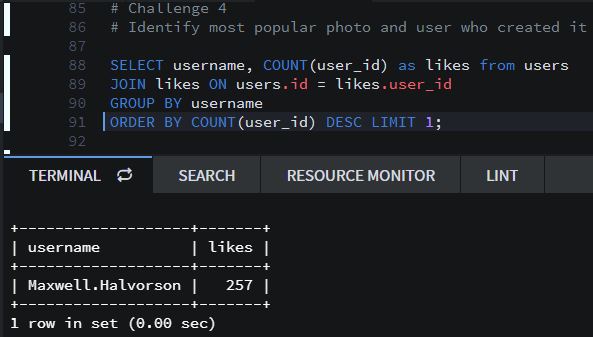 85 # Challenge 4
86 # Identify most popular photo and user who created it
87
88 SELECT username, COUNT(user_id) as likes from users
89 JOIN likes ON users.id = likes.user_id
90 GROUP BY username
91 ORDER BY COUNT(user_id) DESC LIMIT 1;
92
TERMINAL SEARCH RESOURCE MONITOR LINT
+-------------------+-------+
| username          | likes |
+-------------------+-------+
| Maxwell.Halvorson |   257 |
+-------------------+-------+
1 row in set (0.00 sec)